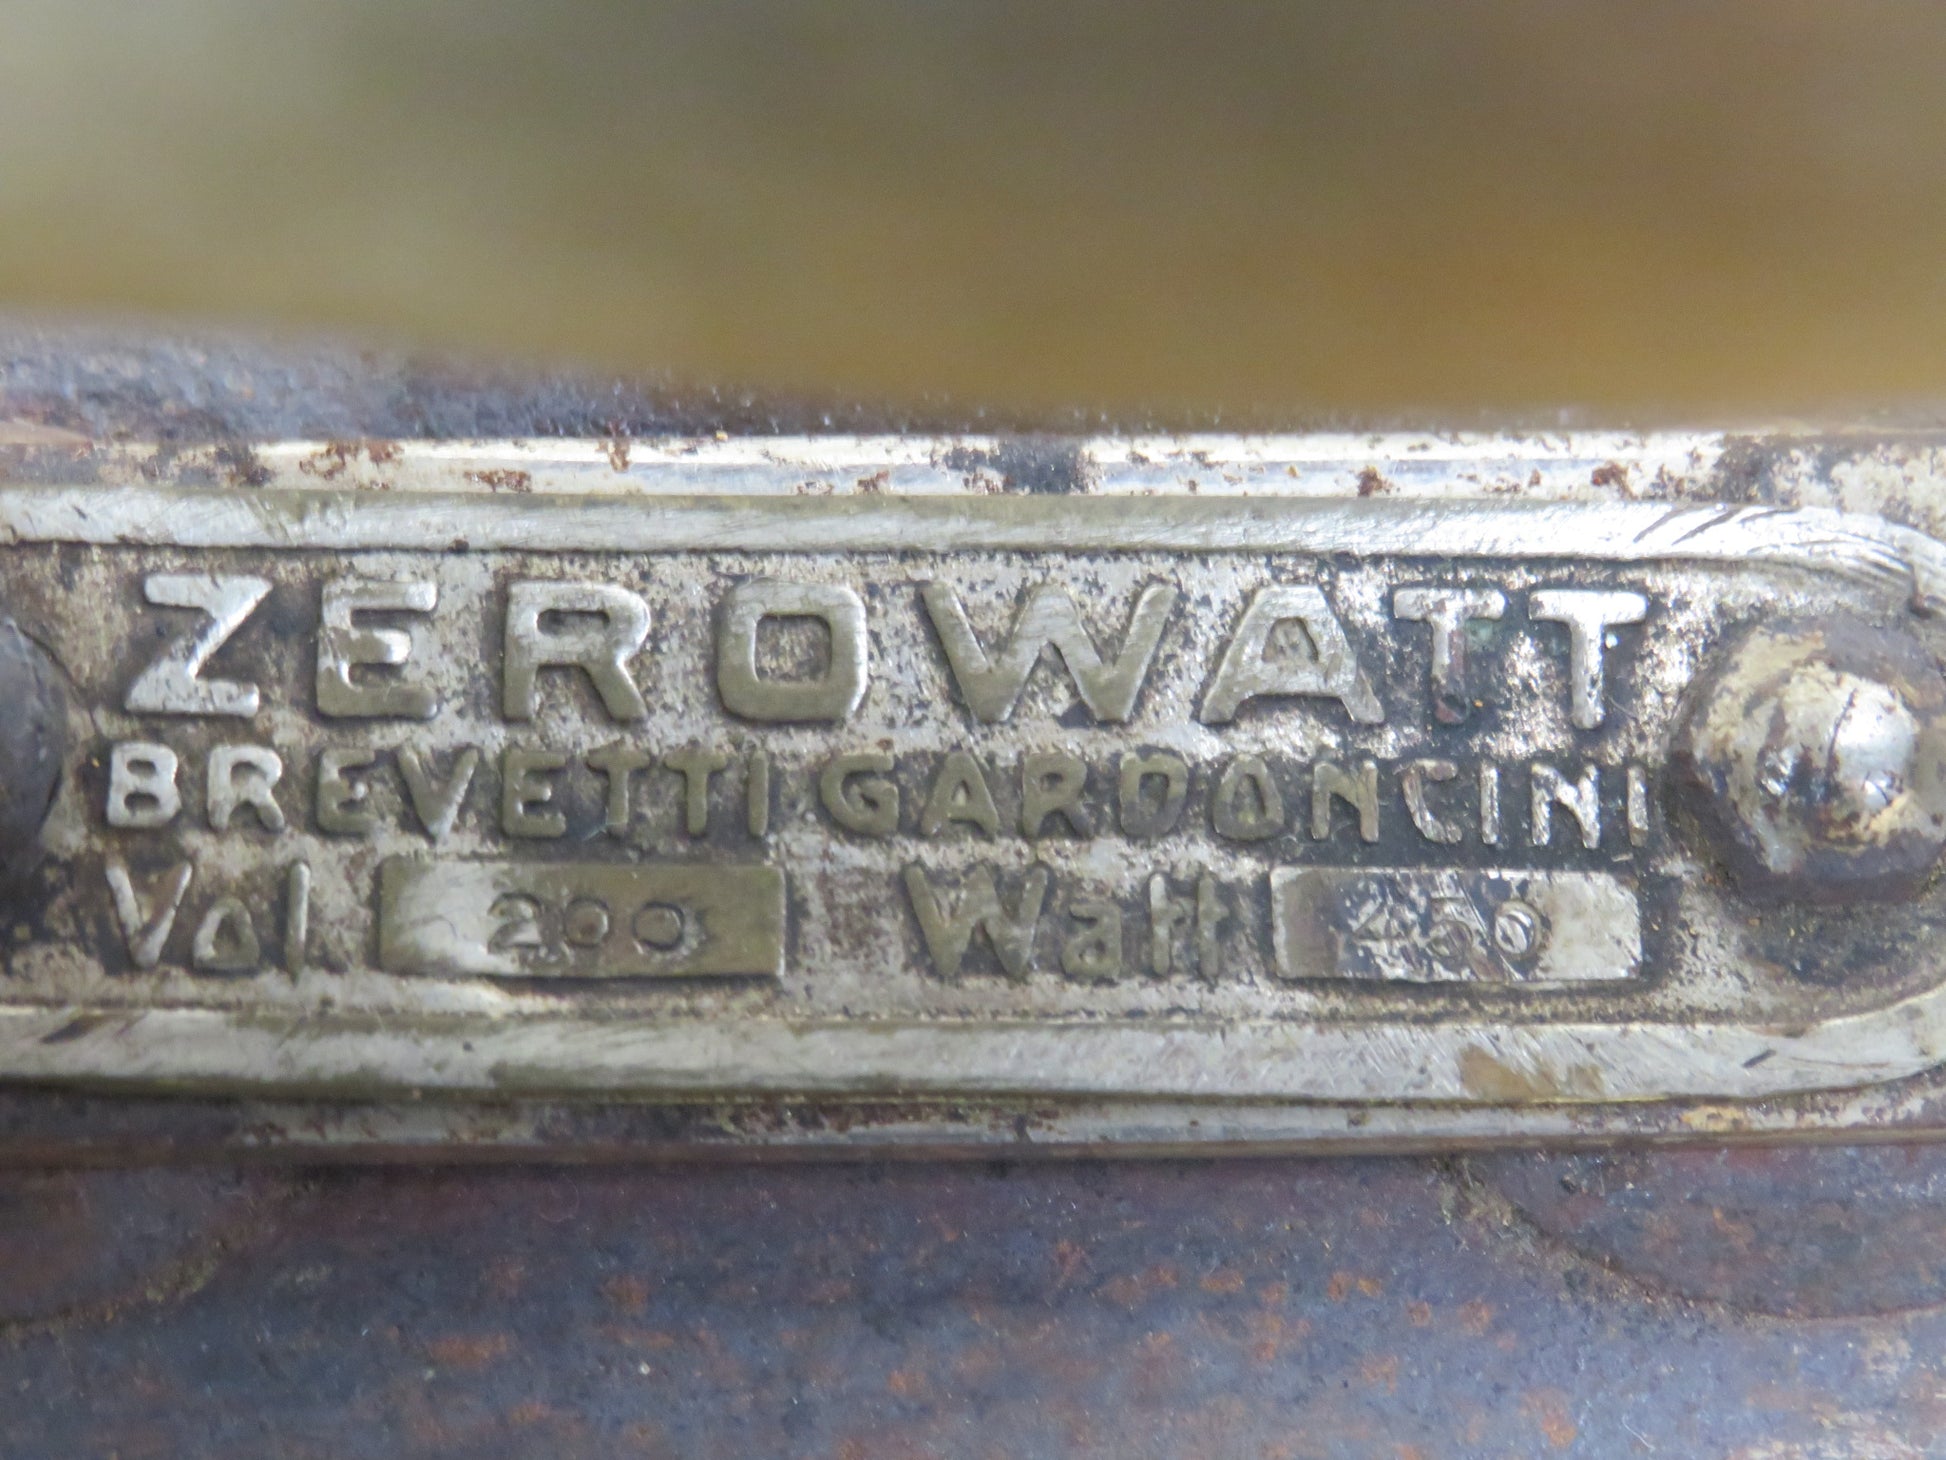 ZEROWATT
BREVETTI GARDONCINI
Vol 200 Watt 450